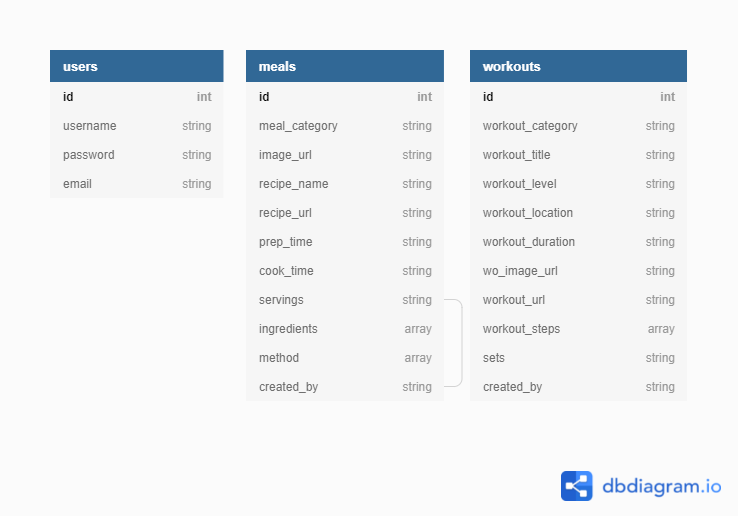 users
id int
username string
password string
email string
meals
id int
meal_category string
image_url string
recipe_name string
recipe_url string
prep_time string
cook_time string
servings string
ingredients array
method array
created_by string
workouts
id int
workout_category string
workout_title string
workout_level string
workout_location string
workout_duration string
wo_image_url string
workout_url string
workout_steps array
sets string
created_by string
dbdiagram.io